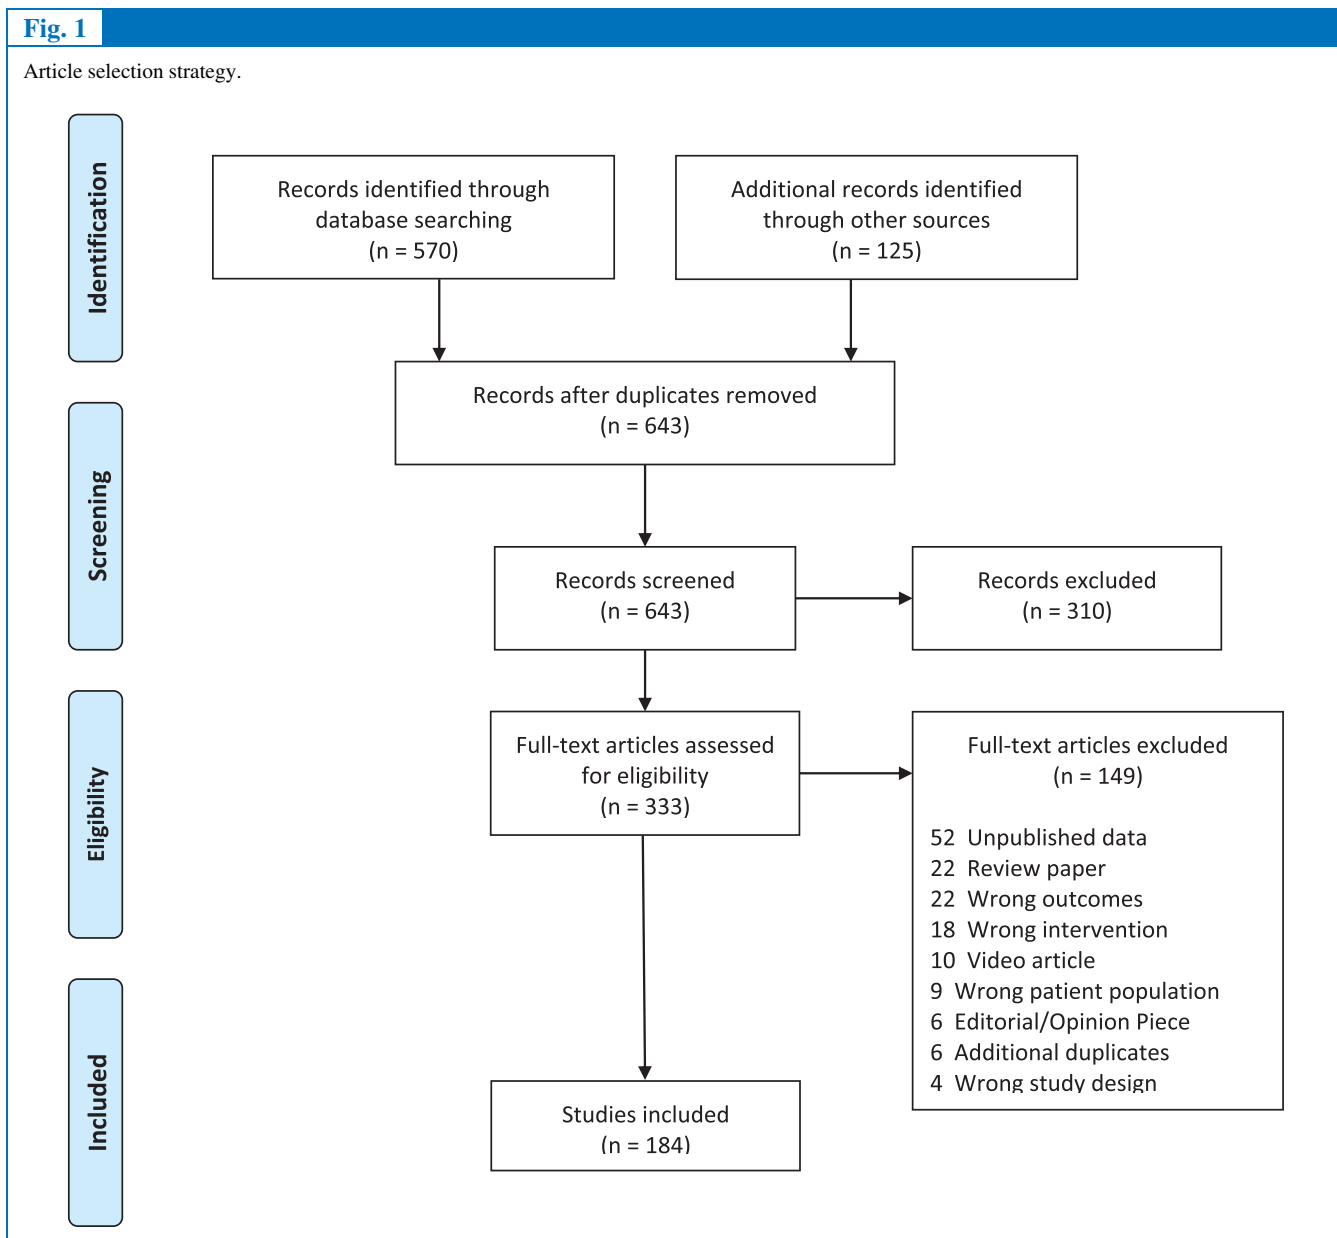 Fig. 1
Article selection strategy.
Identification
Records identified through
database searching
(n = 570)
Additional records identified
through other sources
(n = 125)
Records after duplicates removed
(n = 643)
Screening
Records screened
(n = 643)
Records excluded
(n = 310)
Eligibility
Full-text articles assessed
for eligibility
(n = 333)
Full-text articles excluded
(n = 149)
52 Unpublished data
22 Review paper
22 Wrong outcomes
18 Wrong intervention
10 Video article
9 Wrong patient population
6 Editorial/Opinion Piece
6 Additional duplicates
4 Wrong study design
Included
Studies included
(n = 184)